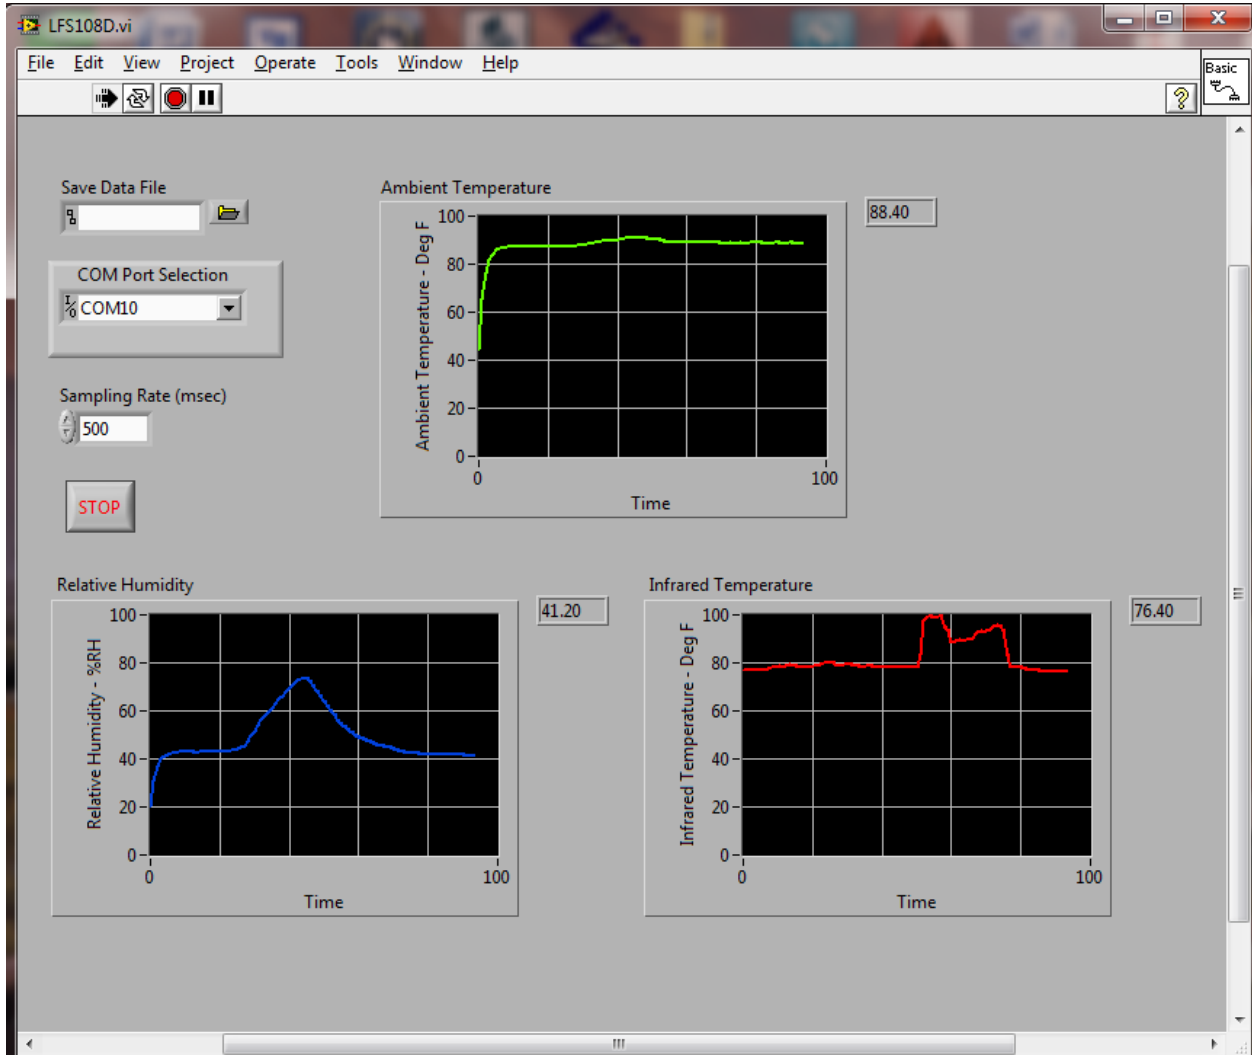 LFS108D.vi
File Edit View Project Operate Tools Window Help
Basic
Save Data File
COM Port Selection
COM10
Sampling Rate (msec)
500
STOP
Ambient Temperature
88.40
Ambient Temperature - Deg F
100
80
60
40
20
0
0
100
Time
Relative Humidity
41.20
Relative Humidity - %RH
100
80
60
40
20
0
0
100
Time
Infrared Temperature
76.40
Infrared Temperature - Deg F
100
80
60
40
20
0
0
100
Time